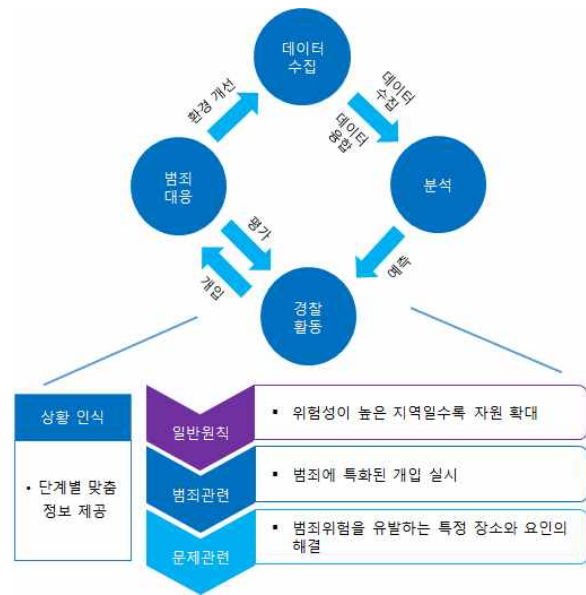 데이터
수집
데이터
수집
데이터
융합
환경 개선
범죄
대응
분석
평가
개입
예측
경찰
활동
상황 인식
• 단계별 맞춤
정보 제공
일반원칙
▪ 위험성이 높은 지역일수록 자원 확대
범죄관련
▪ 범죄에 특화된 개입 실시
문제관련
▪ 범죄위험을 유발하는 특정 장소와 요인의
해결